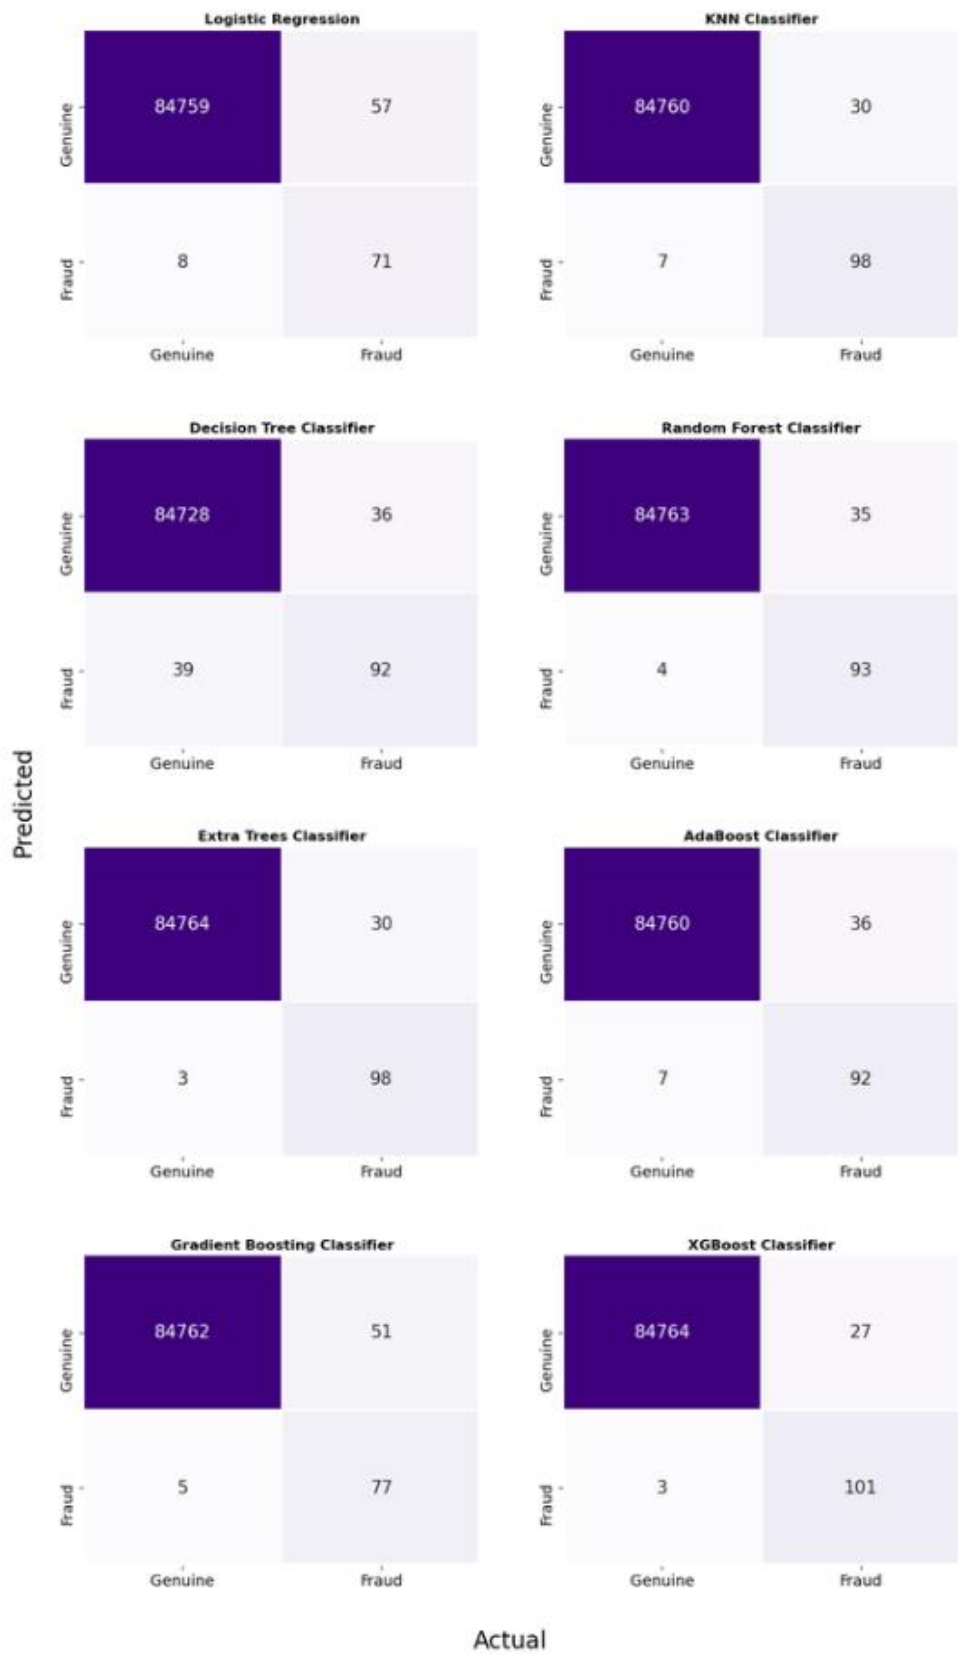 Logistic Regression
KNN Classifier
Genuine
84759
57
Genuine
84760
30
Fraud
8
71
Fraud
7
98
Genuine
Fraud
Genuine
Fraud
Decision Tree Classifier
Random Forest Classifier
Genuine
84728
36
Genuine
84763
35
Fraud
39
92
Fraud
4
93
Genuine
Fraud
Genuine
Fraud
Predicted
Extra Trees Classifier
AdaBoost Classifier
Genuine
84764
30
Genuine
84760
36
Fraud
3
98
Fraud
7
92
Genuine
Fraud
Genuine
Fraud
Gradient Boosting Classifier
XGBoost Classifier
Genuine
84762
51
Genuine
84764
27
Fraud
5
77
Fraud
3
101
Genuine
Fraud
Genuine
Fraud
Actual